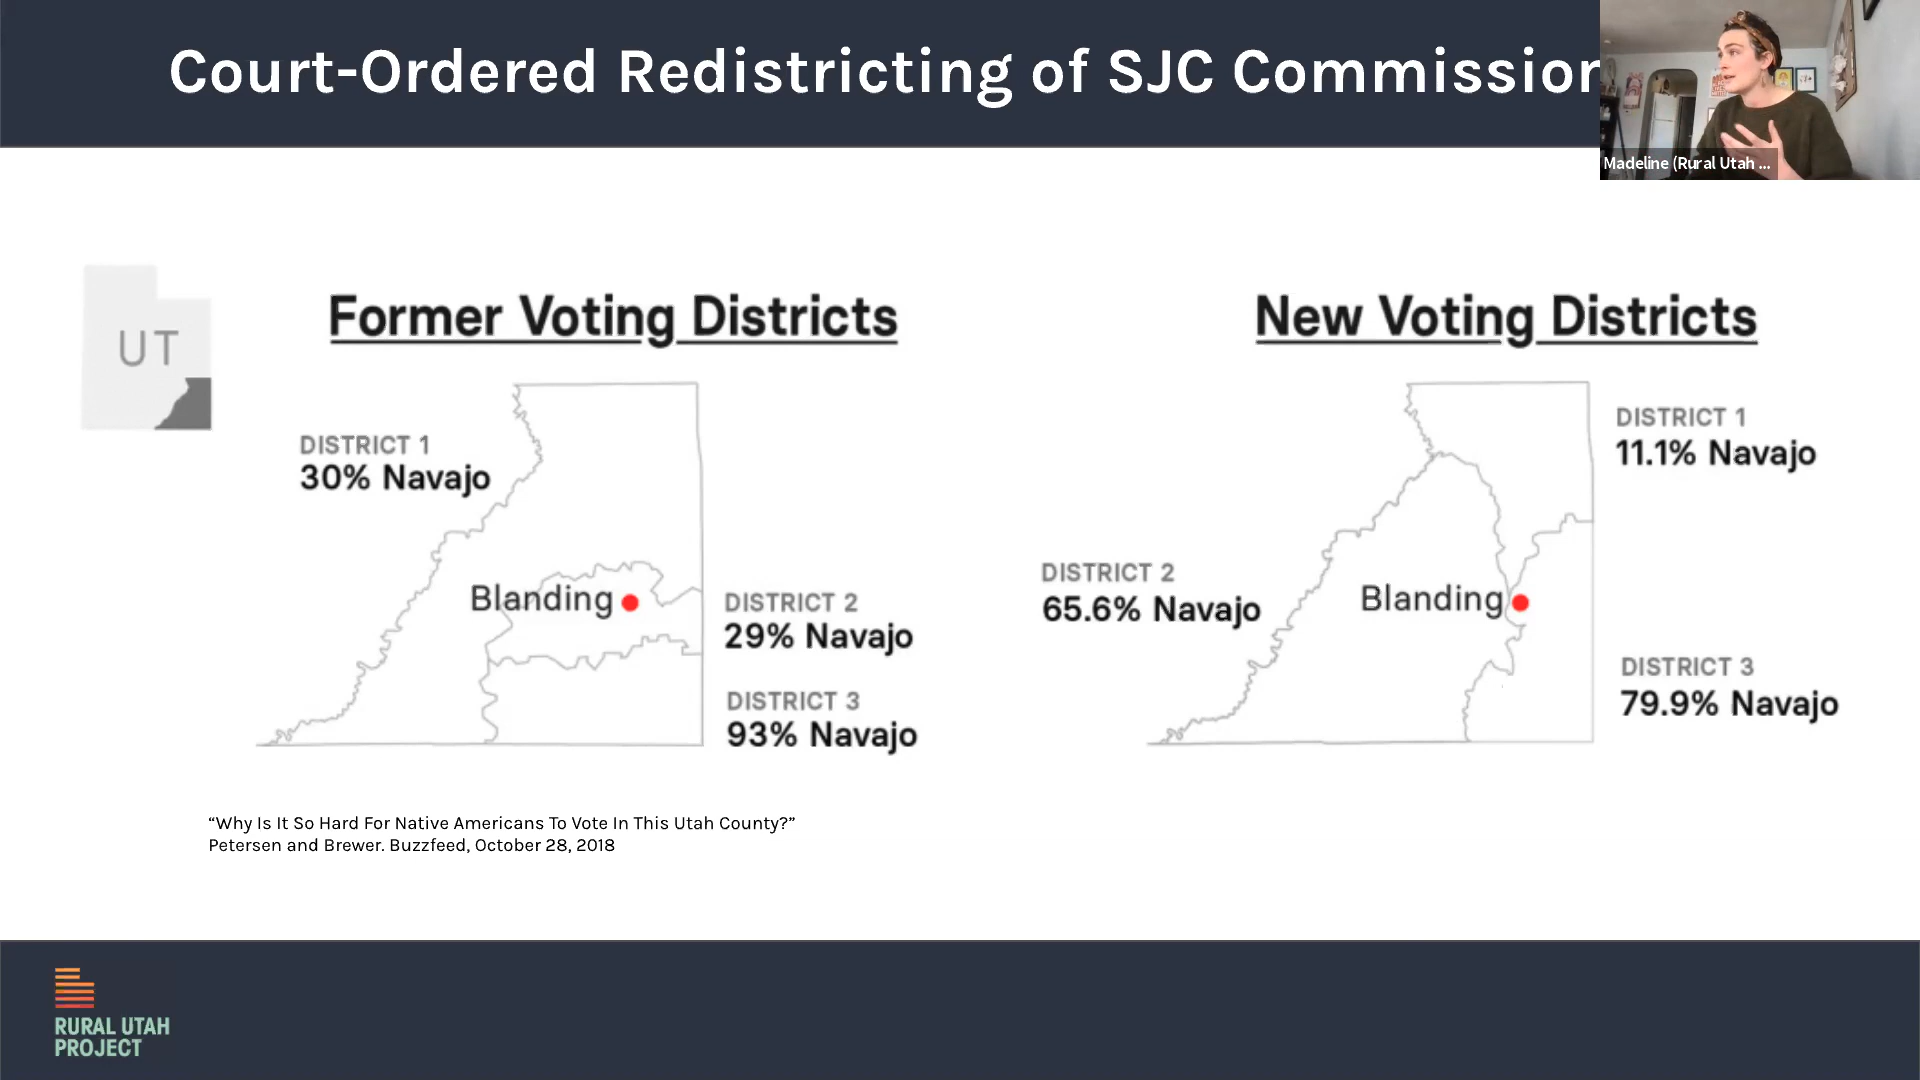 Court-Ordered Redistricting of SJC Commission
Madeline (Rural Utah ...
UT
Former Voting Districts
DISTRICT 1
30% Navajo
Blanding
DISTRICT 2
29% Navajo
DISTRICT 3
93% Navajo
New Voting Districts
DISTRICT 1
11.1% Navajo
DISTRICT 2
65.6% Navajo
Blanding
DISTRICT 3
79.9% Navajo
“Why Is It So Hard For Native Americans To Vote In This Utah County?”
Petersen and Brewer. Buzzfeed, October 28, 2018
RURAL UTAH
PROJECT